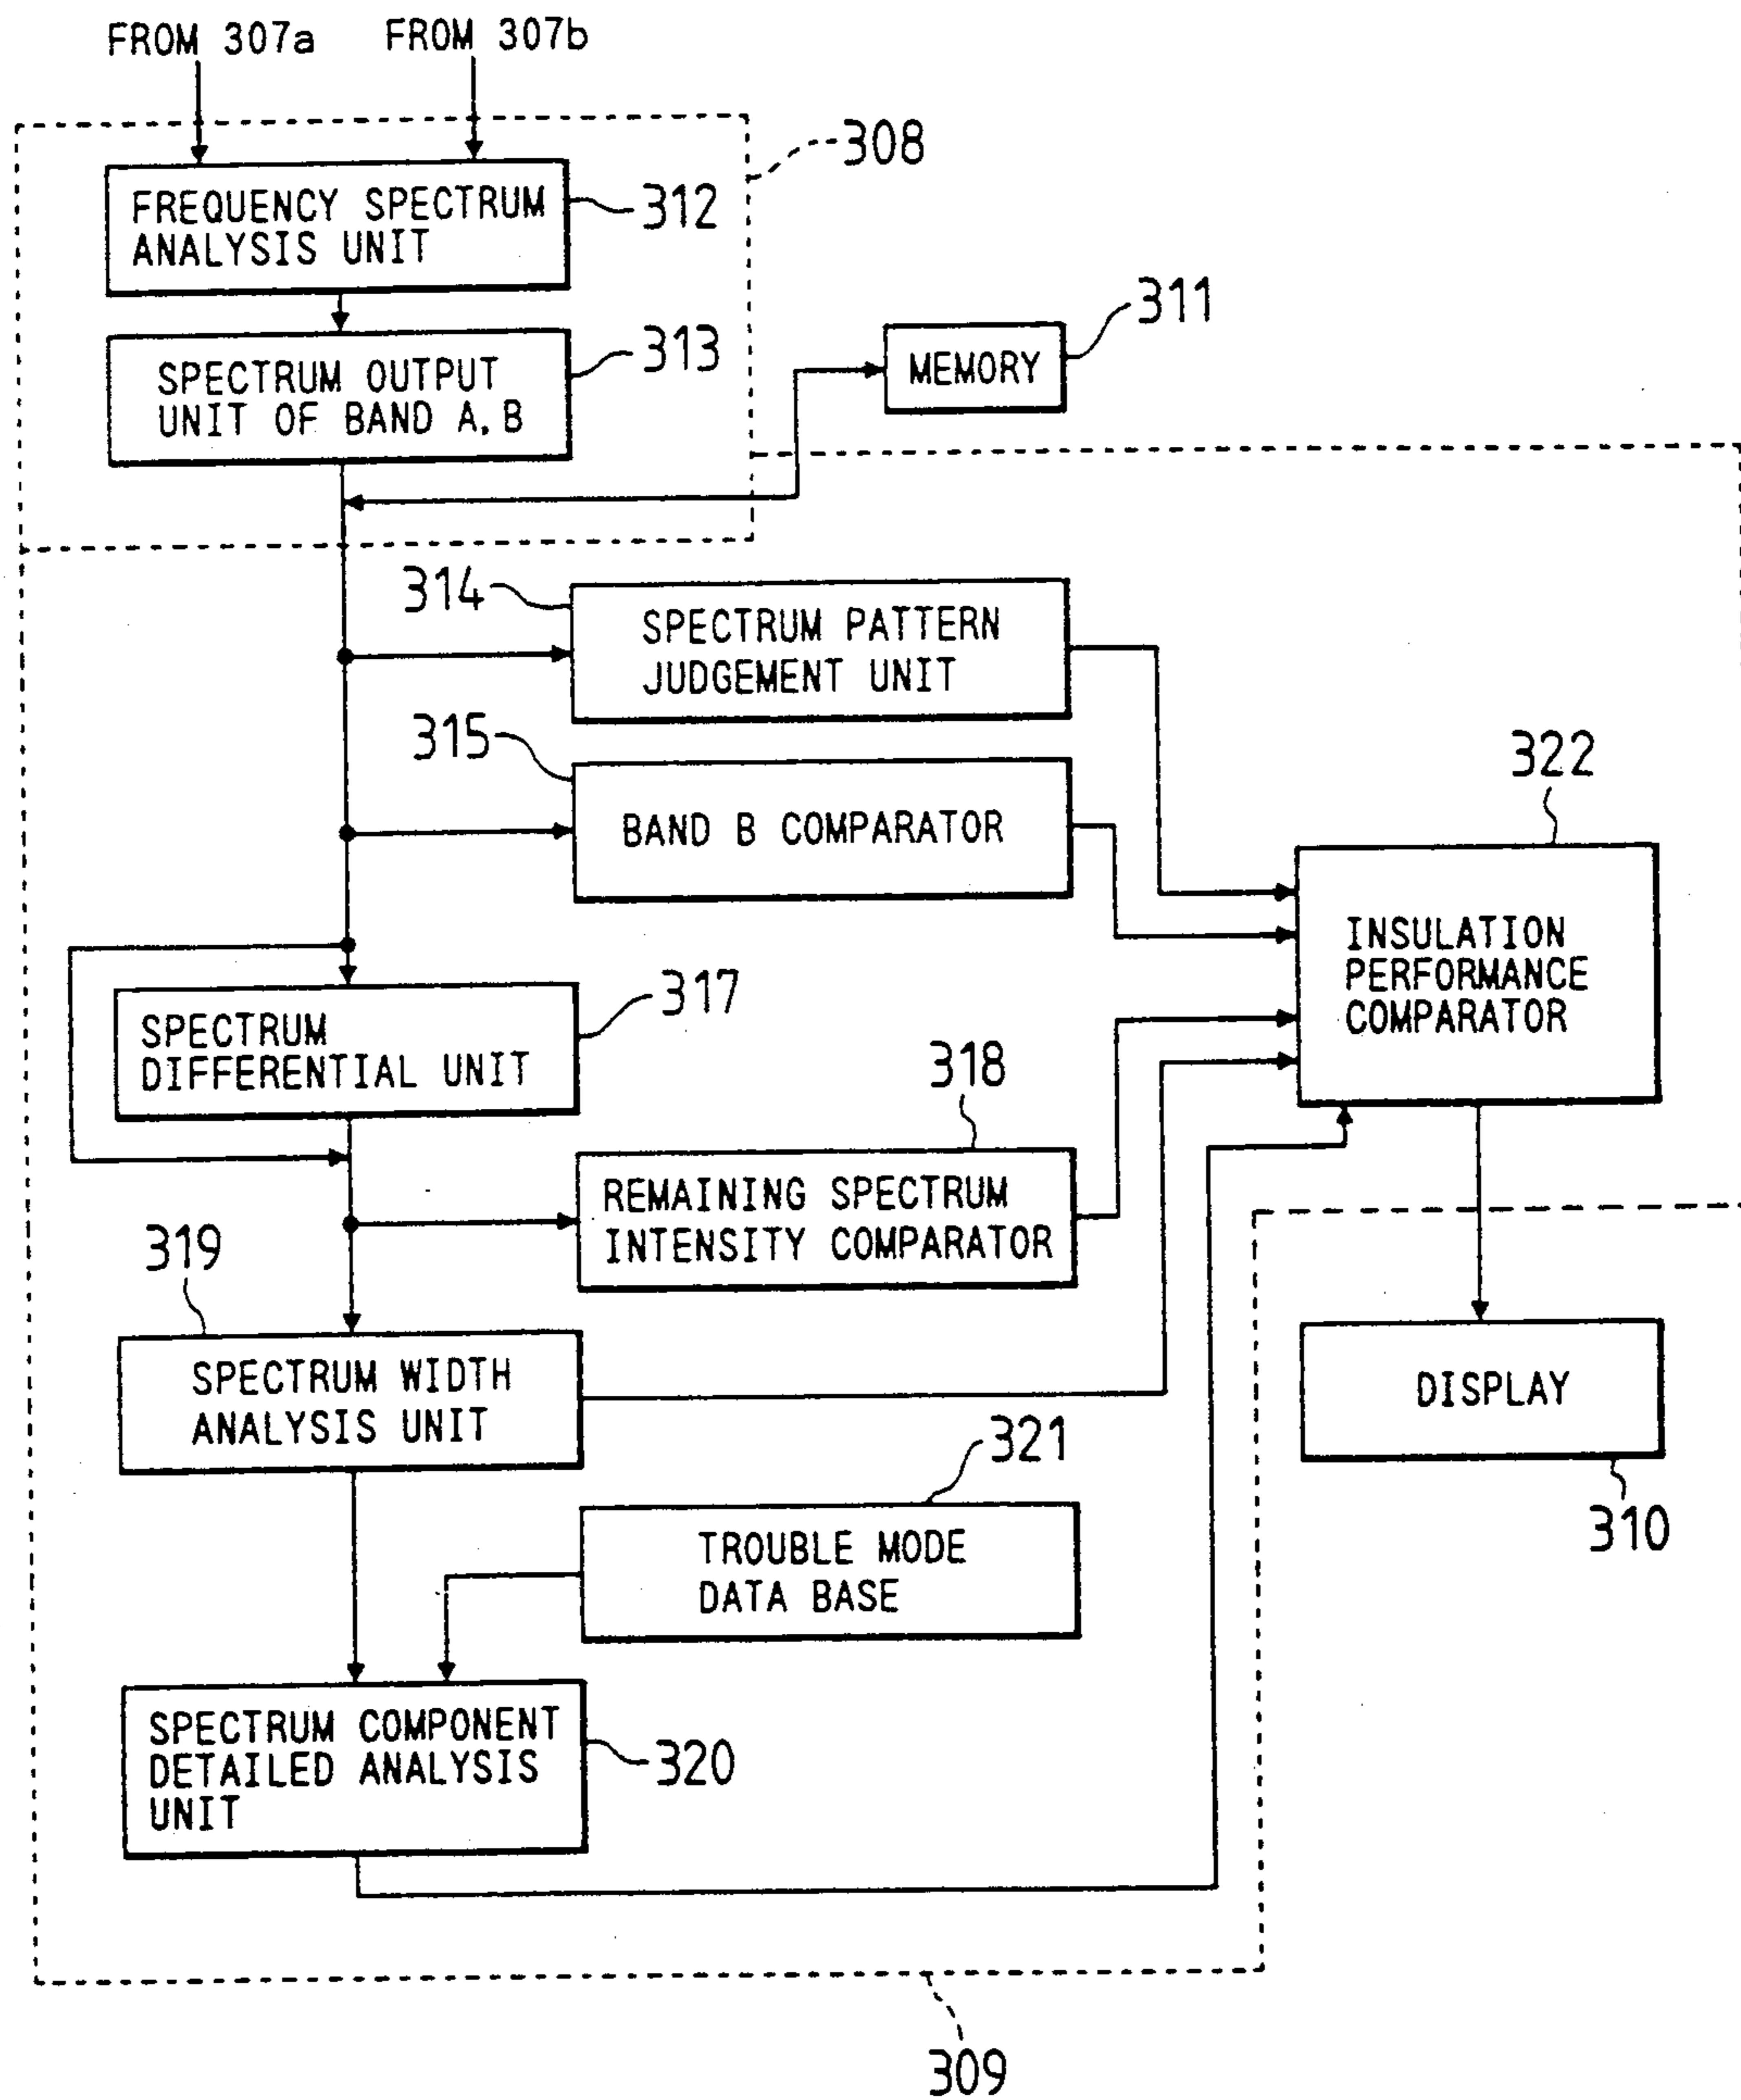 FROM 307a
FROM 307b
308
FREQUENCY SPECTRUM
ANALYSIS UNIT
312
311
MEMORY
SPECTRUM OUTPUT
UNIT OF BAND A, B
313
314
SPECTRUM PATTERN
JUDGEMENT UNIT
315
BAND B COMPARATOR
322
INSULATION
PERFORMANCE
COMPARATOR
SPECTRUM
DIFFERENTIAL UNIT
317
318
REMAINING SPECTRUM
INTENSITY COMPARATOR
319
SPECTRUM WIDTH
ANALYSIS UNIT
DISPLAY
310
321
TROUBLE MODE
DATA BASE
SPECTRUM COMPONENT
DETAILED ANALYSIS
UNIT
320
309